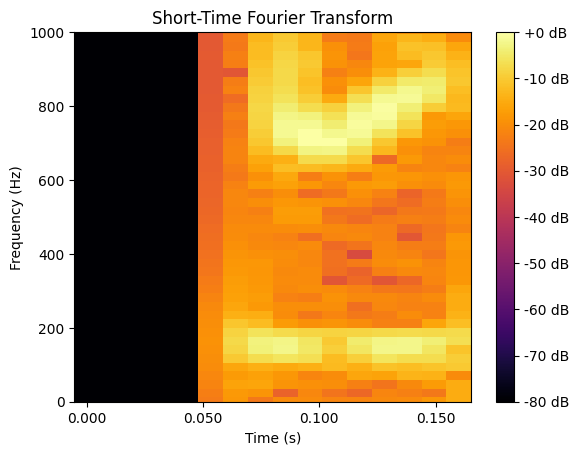 Short-Time Fourier Transform
1000
800
600
400
200
0
Frequency (Hz)
0.000
0.050
0.100
0.150
Time (s)
+0 dB
-10 dB
-20 dB
-30 dB
-40 dB
-50 dB
-60 dB
-70 dB
-80 dB